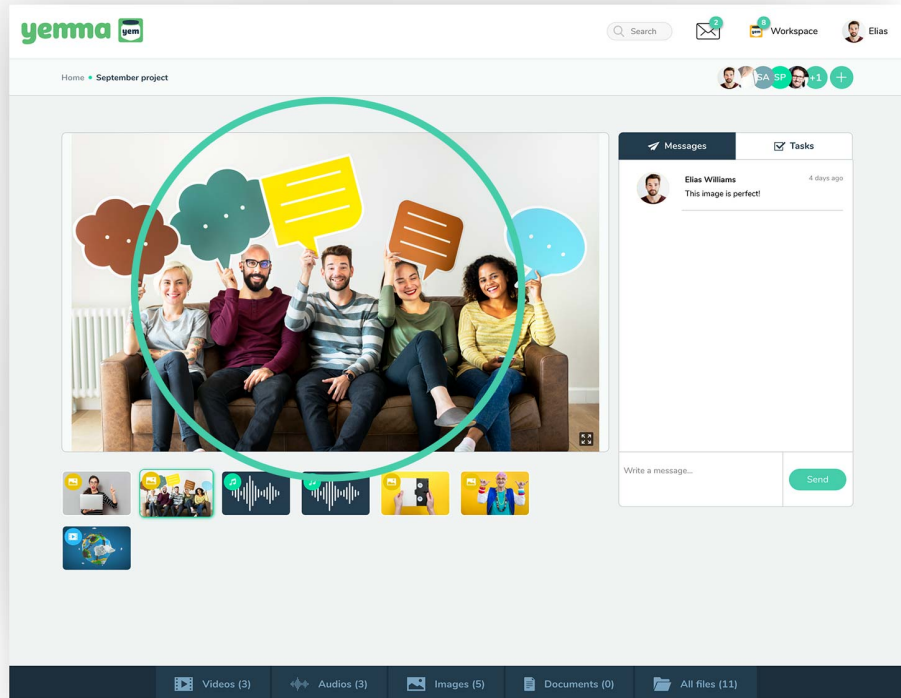 yemma yem
Search
2
8
yem
Workspace
Elias
Home • September project
SA
SP
+1
Messages
Tasks
Elias Williams
4 days ago
This image is perfect!
Write a message...
Send
Videos (3)
Audios (3)
Images (5)
Documents (0)
All files (11)